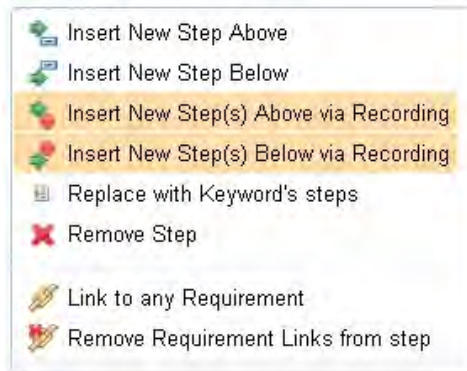 Insert New Step Above
Insert New Step Below
Insert New Step(s) Above via Recording
Insert New Step(s) Below via Recording
Replace with Keyword's steps
Remove Step
Link to any Requirement
Remove Requirement Links from step